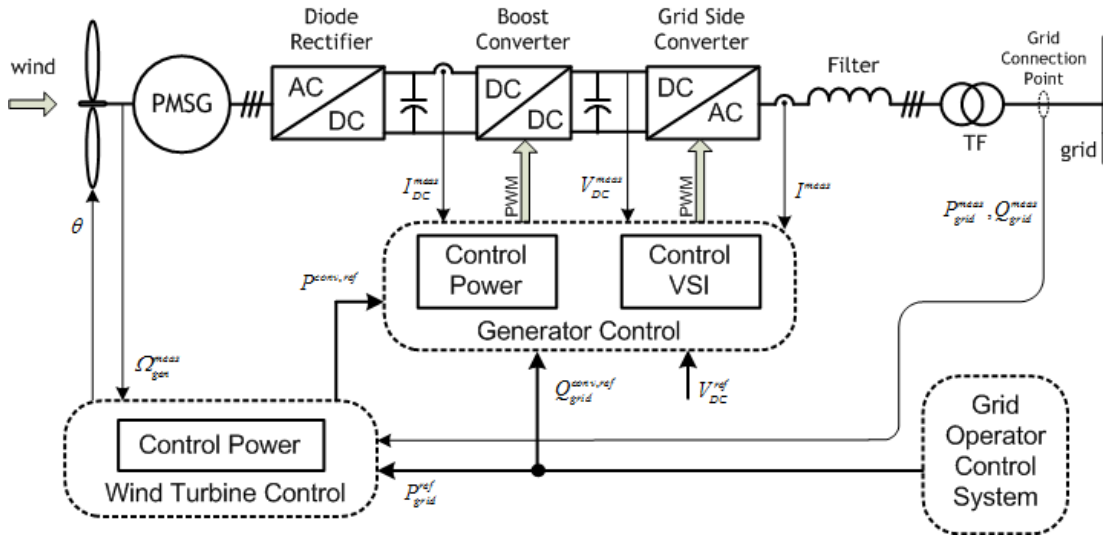 Diode
Rectifier
Boost
Converter
Grid Side
Converter
Grid
Connection
Point
wind
Filter
PMSG
AC
DC
DC
DC
DC
AC
TF
grid
θ
I_DC^meas
PWM
V_DC^meas
PWM
I^meas
P_grid^meas, Q_grid^meas
Control
Power
Control
VSI
P^conv,ref
Generator Control
Ω_gen^meas
Q_grid^conv,ref
V_DC^ref
Grid
Operator
Control
System
Control Power
Wind Turbine Control
P_grid^ref